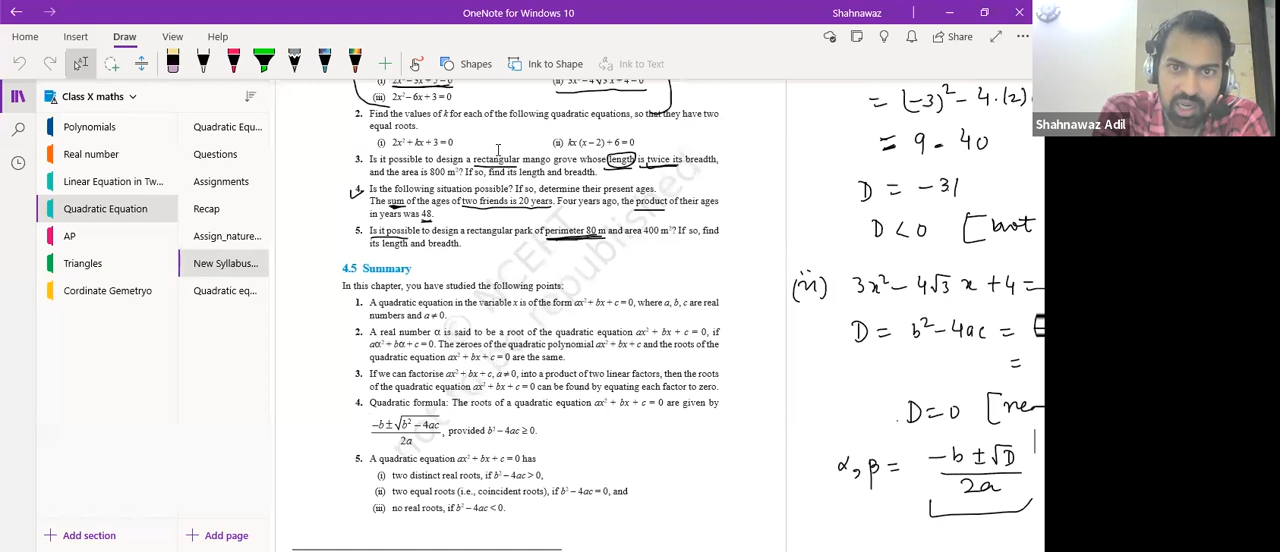 OneNote for Windows 10
Shahnawaz
Home Insert Draw View Help
Share
Shapes Ink to Shape Ink to Text
Class X maths
Polynomials
Real number
Linear Equation in Tw...
Quadratic Equation
AP
Triangles
Cordinate Gemetryo
Add section
Quadratic Equ...
Questions
Assignments
Recap
Assign_nature...
New Syllabus...
Quadratic eq...
Add page
(i) 2x² – 3x + 5 = 0 (ii) 3x² – 4√3 x + 4 = 0
(iii) 2x² – 6x + 3 = 0
2. Find the values of k for each of the following quadratic equations, so that they have two
equal roots.
(i) 2x² + kx + 3 = 0 (ii) kx (x – 2) + 6 = 0
3. Is it possible to design a rectangular mango grove whose length is twice its breadth,
and the area is 800 m²? If so, find its length and breadth.
4. Is the following situation possible? If so, determine their present ages.
The sum of the ages of two friends is 20 years. Four years ago, the product of their ages
in years was 48.
5. Is it possible to design a rectangular park of perimeter 80 m and area 400 m²? If so, find
its length and breadth.
4.5 Summary
In this chapter, you have studied the following points:
1. A quadratic equation in the variable x is of the form ax² + bx + c = 0, where a, b, c are real
numbers and a ≠ 0.
2. A real number α is said to be a root of the quadratic equation ax² + bx + c = 0, if
aα² + bα + c = 0. The zeroes of the quadratic polynomial ax² + bx + c and the roots of the
quadratic equation ax² + bx + c = 0 are the same.
3. If we can factorise ax² + bx + c, a ≠ 0, into a product of two linear factors, then the roots
of the quadratic equation ax² + bx + c = 0 can be found by equating each factor to zero.
4. Quadratic formula: The roots of a quadratic equation ax² + bx + c = 0 are given by
–b ± √b² – 4ac
2a
, provided b² – 4ac ≥ 0.
5. A quadratic equation ax² + bx + c = 0 has
(i) two distinct real roots, if b² – 4ac > 0,
(ii) two equal roots (i.e., coincident roots), if b² – 4ac = 0, and
(iii) no real roots, if b² – 4ac < 0.
© NCERT
not to be republished
= (-3)² - 4·(2)
= 9 - 40
D = -31
D < 0 [not
(ii) 3x² - 4√3 x + 4 =
D = b² - 4ac =
=
D = 0
α, β = -b ± √D
2a
Shahnawaz Adil